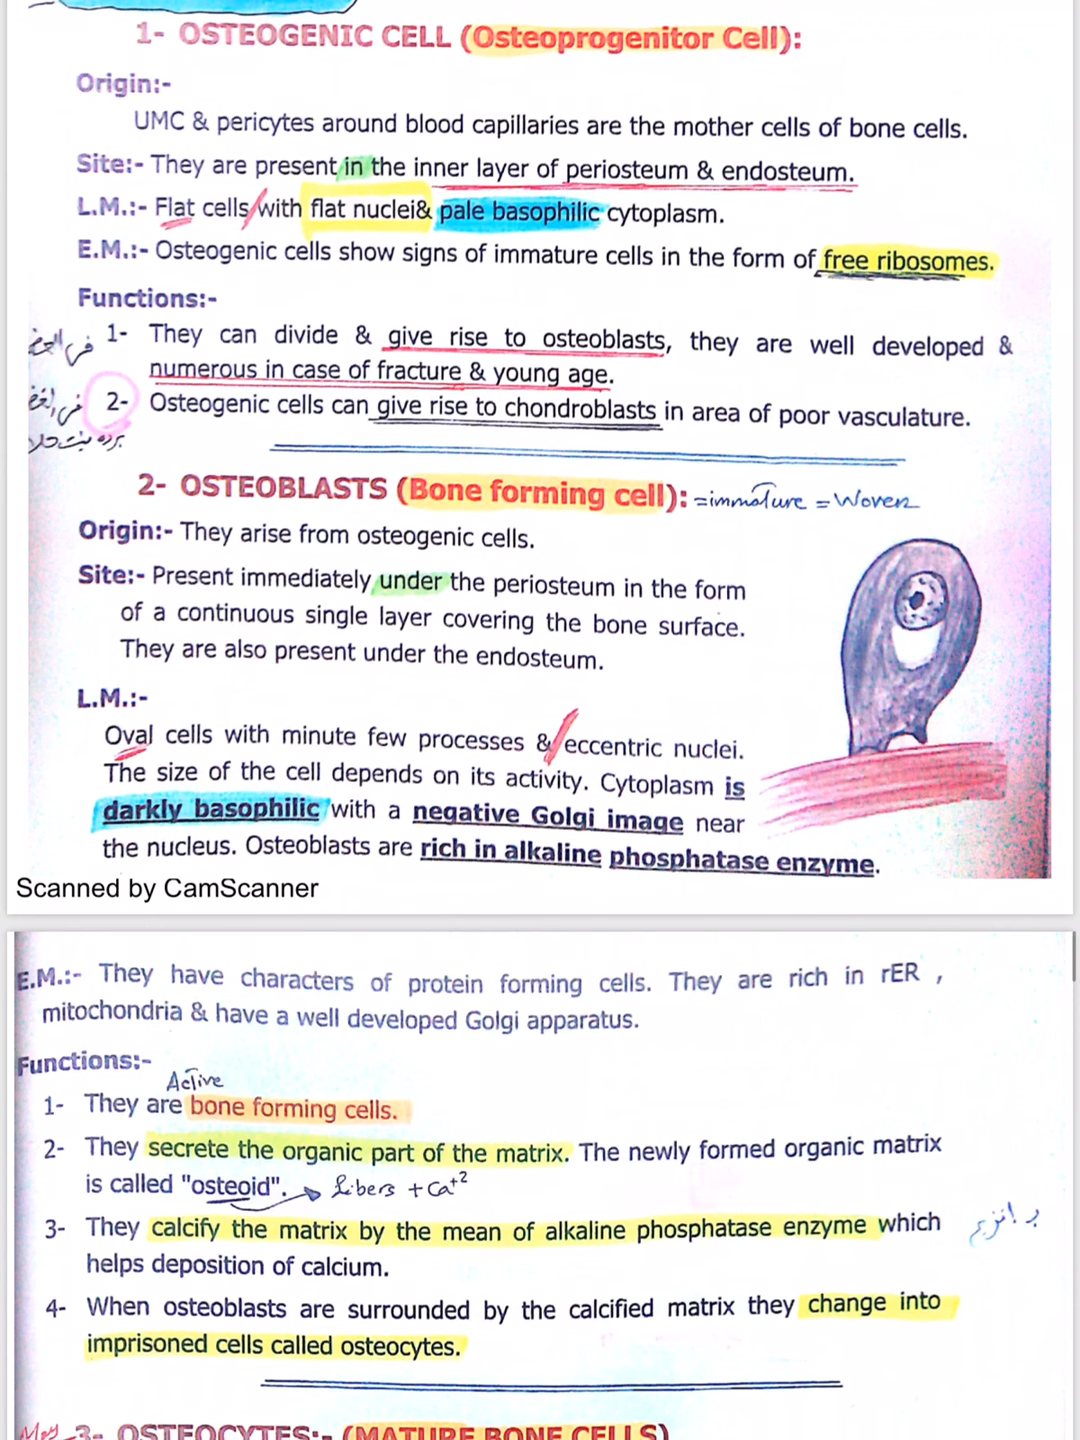 1- OSTEOGENIC CELL (Osteoprogenitor Cell):
Origin:-
UMC & pericytes around blood capillaries are the mother cells of bone cells.
Site:- They are present in the inner layer of periosteum & endosteum.
L.M.:- Flat cells with flat nuclei& pale basophilic cytoplasm.
E.M.:- Osteogenic cells show signs of immature cells in the form of free ribosomes.
Functions:-
1- They can divide & give rise to osteoblasts, they are well developed &
numerous in case of fracture & young age.
2- Osteogenic cells can give rise to chondroblasts in area of poor vasculature.
2- OSTEOBLASTS (Bone forming cell): =immature = Woven
Origin:- They arise from osteogenic cells.
Site:- Present immediately under the periosteum in the form
of a continuous single layer covering the bone surface.
They are also present under the endosteum.
L.M.:-
Oval cells with minute few processes & eccentric nuclei.
The size of the cell depends on its activity. Cytoplasm is
darkly basophilic with a negative Golgi image near
the nucleus. Osteoblasts are rich in alkaline phosphatase enzyme.
Scanned by CamScanner
E.M.:- They have characters of protein forming cells. They are rich in rER ,
mitochondria & have a well developed Golgi apparatus.
Functions:-
Active
1- They are bone forming cells.
2- They secrete the organic part of the matrix. The newly formed organic matrix
is called "osteoid". fibers + Ca+2
3- They calcify the matrix by the mean of alkaline phosphatase enzyme which
helps deposition of calcium.
4- When osteoblasts are surrounded by the calcified matrix they change into
imprisoned cells called osteocytes.
3- OSTEOCYTES:- (MATURE BONE CELLS)